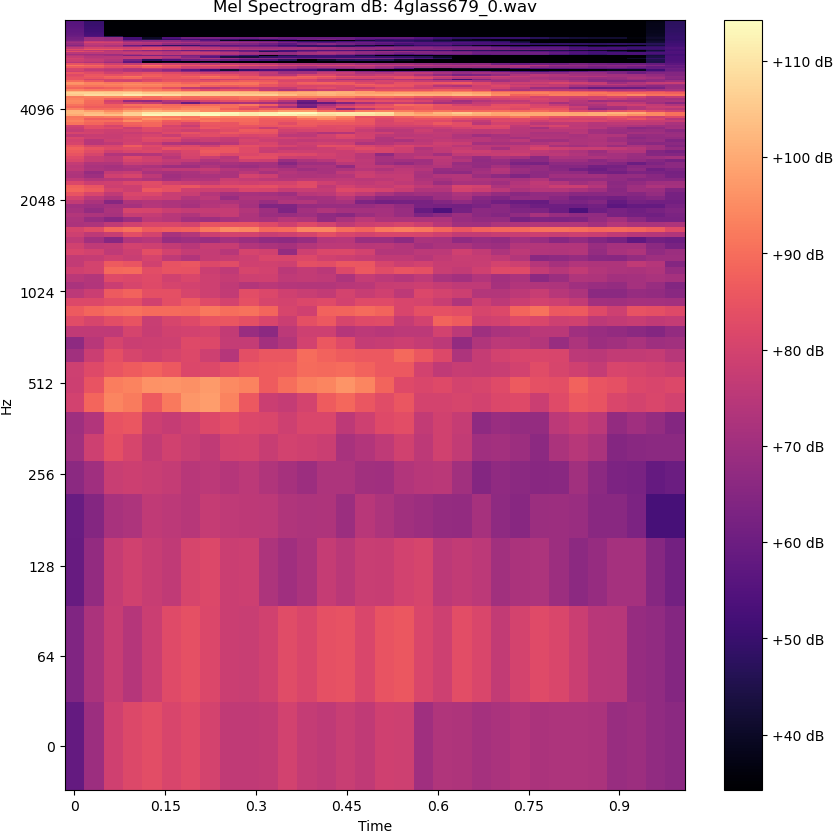 Mel Spectrogram dB: 4glass679_0.wav
4096
2048
1024
512
256
128
64
0
Hz
0
0.15
0.3
0.45
0.6
0.75
0.9
Time
+110 dB
+100 dB
+90 dB
+80 dB
+70 dB
+60 dB
+50 dB
+40 dB